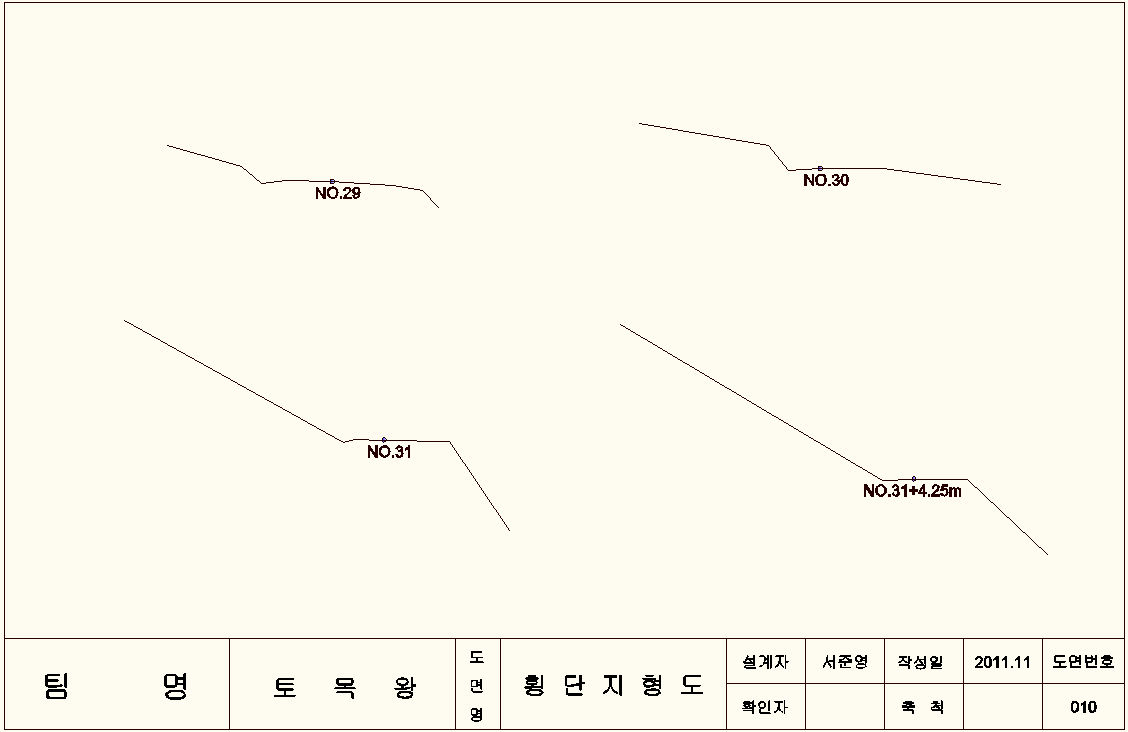 NO.29
NO.30
NO.31
NO.31+4.25m
팀 명
토 목 왕
도
면
명
횡 단 지 형 도
설계자
서준영
작성일
2011.11
도면번호
확인자
축 척
010